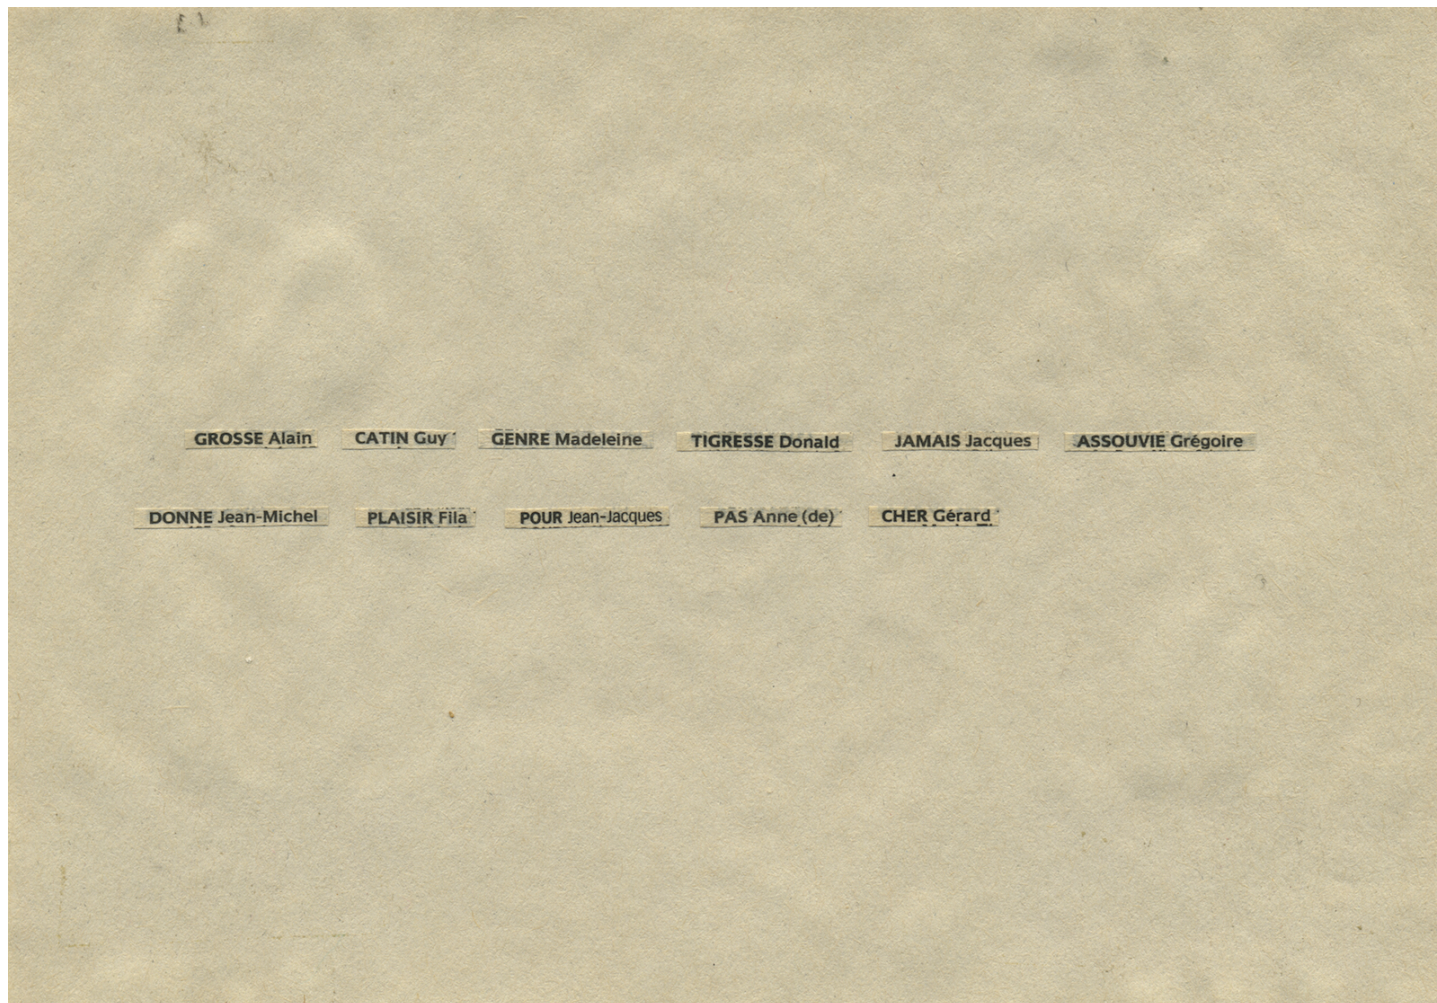 GROSSE Alain CATIN Guy GENRE Madeleine TIGRESSE Donald JAMAIS Jacques ASSOUVIE Grégoire
DONNE Jean-Michel PLAISIR Fila POUR Jean-Jacques PAS Anne (de) CHER Gérard